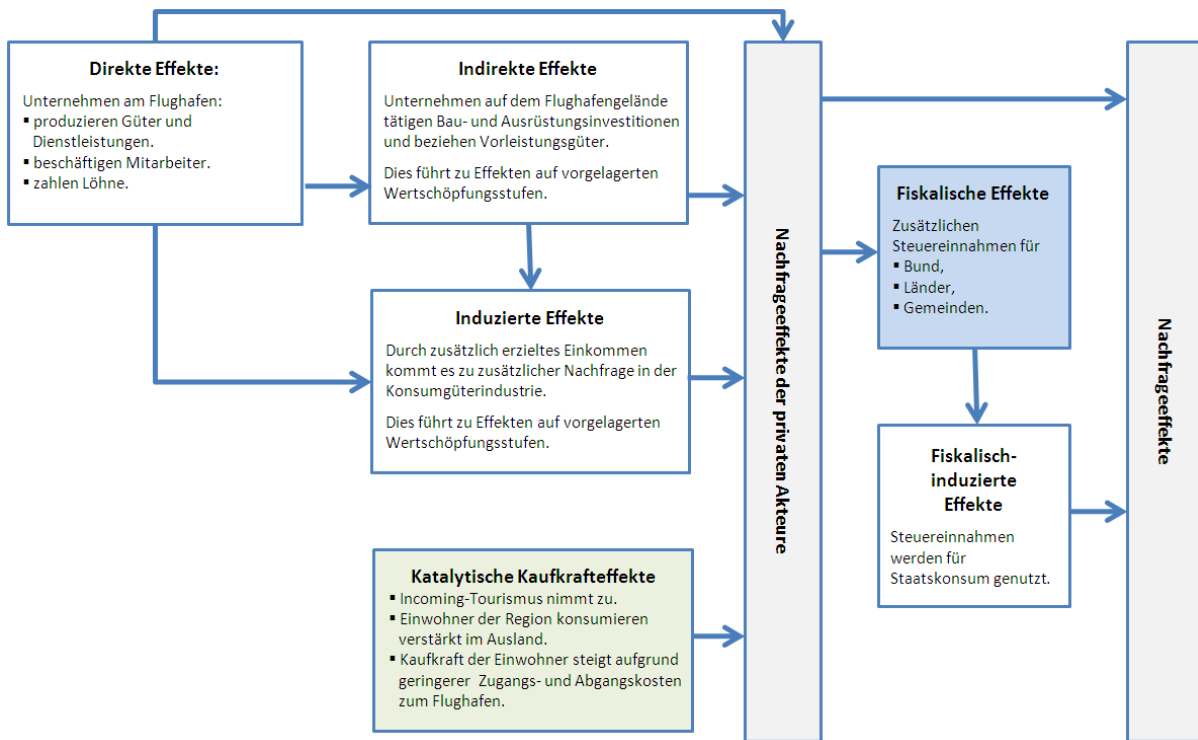 Direkte Effekte:
Unternehmen am Flughafen:
▪ produzieren Güter und
Dienstleistungen.
▪ beschäftigen Mitarbeiter.
▪ zahlen Löhne.
Indirekte Effekte
Unternehmen auf dem Flughafengelände
tätigen Bau- und Ausrüstungsinvestitionen
und beziehen Vorleistungsgüter.
Dies führt zu Effekten auf vorgelagerten
Wertschöpfungsstufen.
Induzierte Effekte
Durch zusätzlich erzieltes Einkommen
kommt es zu zusätzlicher Nachfrage in der
Konsumgüterindustrie.
Dies führt zu Effekten auf vorgelagerten
Wertschöpfungsstufen.
Katalytische Kaufkrafteffekte
▪ Incoming-Tourismus nimmt zu.
▪ Einwohner der Region konsumieren
verstärkt im Ausland.
▪ Kaufkraft der Einwohner steigt aufgrund
geringerer Zugangs- und Abgangskosten
zum Flughafen.
Nachfrageeffekte der privaten Akteure
Fiskalische Effekte
Zusätzlichen
Steuereinnahmen für
▪ Bund,
▪ Länder,
▪ Gemeinden.
Fiskalisch-
induzierte
Effekte
Steuereinnahmen
werden für
Staatskonsum genutzt.
Nachfrageeffekte